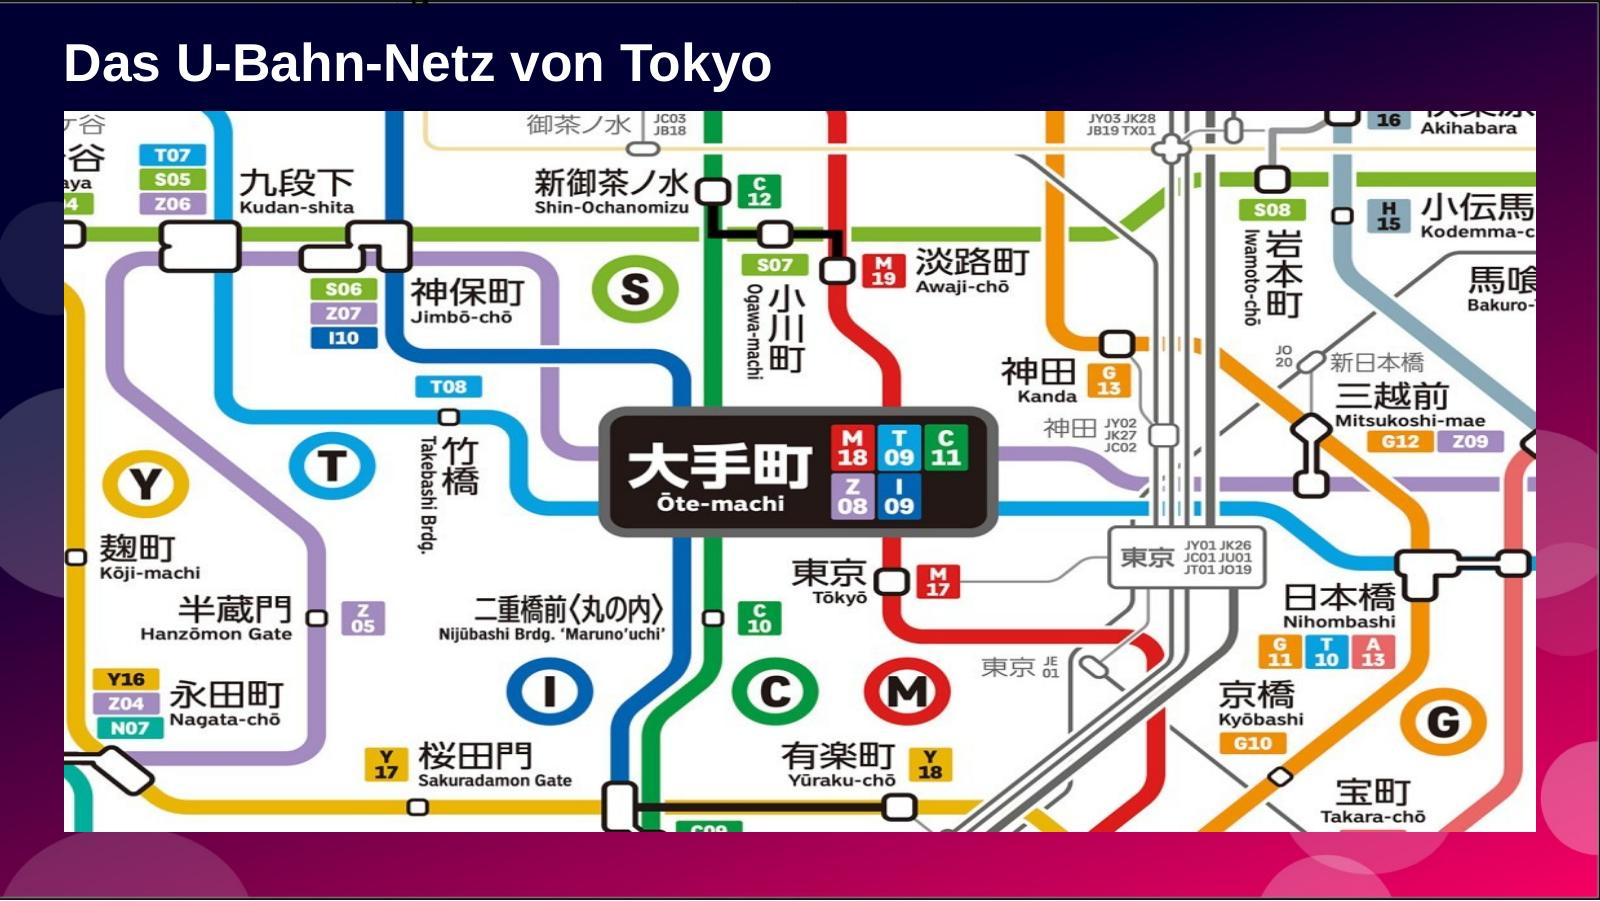 Das U-Bahn-Netz von Tokyo
ケ谷
御茶ノ水
JC03
JB18
JY03 JK28
JB19 TX01
16
Akihabara
谷
aya
T07
S05
Z06
九段下
Kudan-shita
新御茶ノ水
Shin-Ochanomizu
C
12
S08
H
15
小伝馬
Kodemma-c
S06
Z07
I10
神保町
Jimbō-chō
S
S07
小川町
Ogawa-machi
M
19
淡路町
Awaji-chō
岩本町
Iwamoto-chō
馬喰
Bakuro-
T08
竹橋
Takebashi Brdg.
神田
Kanda
G
13
JO
20
新日本橋
三越前
Mitsukoshi-mae
G12
Z09
神田
JY02
JK27
JC02
Y
T
大手町
Ōte-machi
M
18
T
09
C
11
Z
08
I
09
麹町
Kōji-machi
東京
Tōkyō
M
17
東京
JY01 JK26
JC01 JU01
JT01 JO19
半蔵門
Hanzōmon Gate
Z
05
二重橋前〈丸の内〉
Nijūbashi Brdg. ‘Maruno’uchi’
C
10
日本橋
Nihombashi
G
11
T
10
A
13
東京
JE
01
Y16
Z04
N07
永田町
Nagata-chō
I
C
M
京橋
Kyōbashi
G10
G
Y
17
桜田門
Sakuradamon Gate
有楽町
Yūraku-chō
Y
18
宝町
Takara-chō